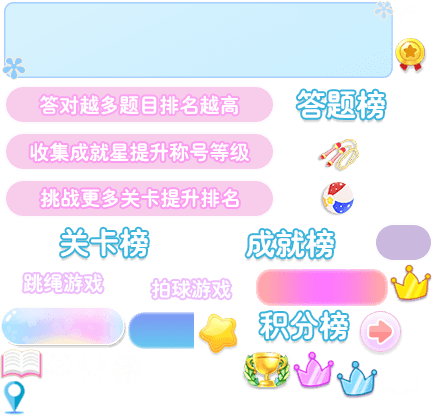 答对越多题目排名越高
答题榜
收集成就星提升称号等级
挑战更多关卡提升排名
关卡榜
成就榜
跳绳游戏
拍球游戏
积分榜